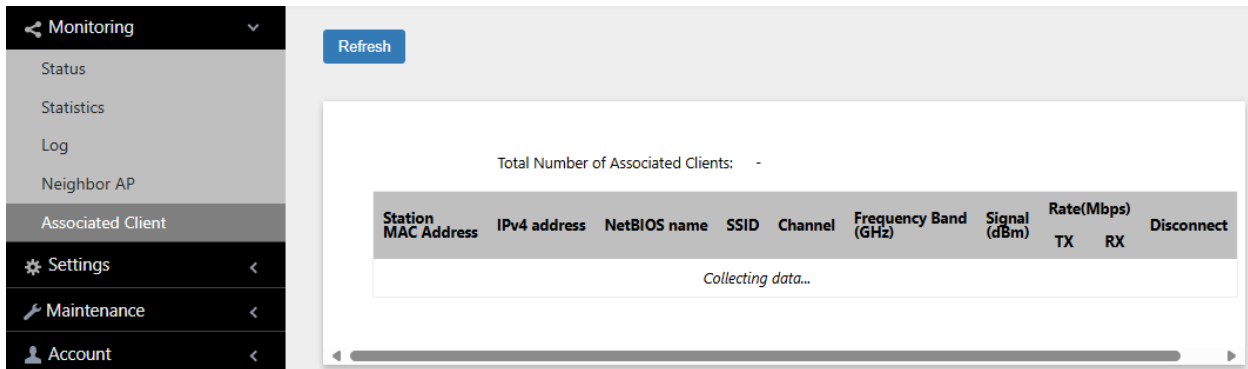 Monitoring
Status
Statistics
Log
Neighbor AP
Associated Client
Settings
Maintenance
Account
Refresh
Total Number of Associated Clients: -
Station MAC Address IPv4 address NetBIOS name SSID Channel Frequency Band (GHz) Signal (dBm) Rate(Mbps) TX RX Disconnect
Collecting data...